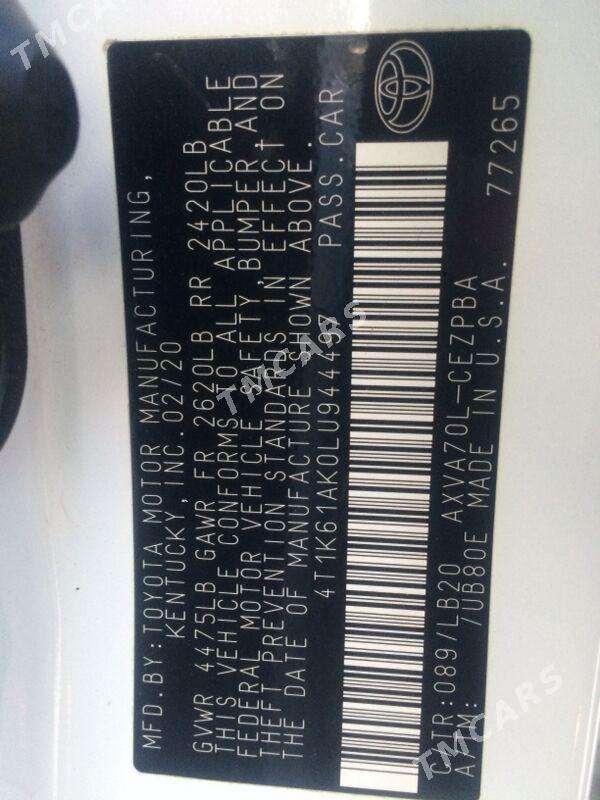 MFD.BY:TOYOTA MOTOR MANUFACTURING,
KENTUCKY, INC.02/20
GVWR 4475LB GAWR FR 2620LB RR 2420LB
THIS VEHICLE CONFORMS TO ALL APPLICABLE
FEDERAL MOTOR VEHICLE SAFETY, BUMPER, AND
THEFT PREVENTION STANDARDS IN EFFECT ON
THE DATE OF MANUFACTURE SHOWN ABOVE.
PASS.CAR
C/TR:089/LB20 AXVA70L-CEZPBA 77265
A/TM: /UB80E MADE IN U.S.A.
TMCARS
TMCARS
TMCARS